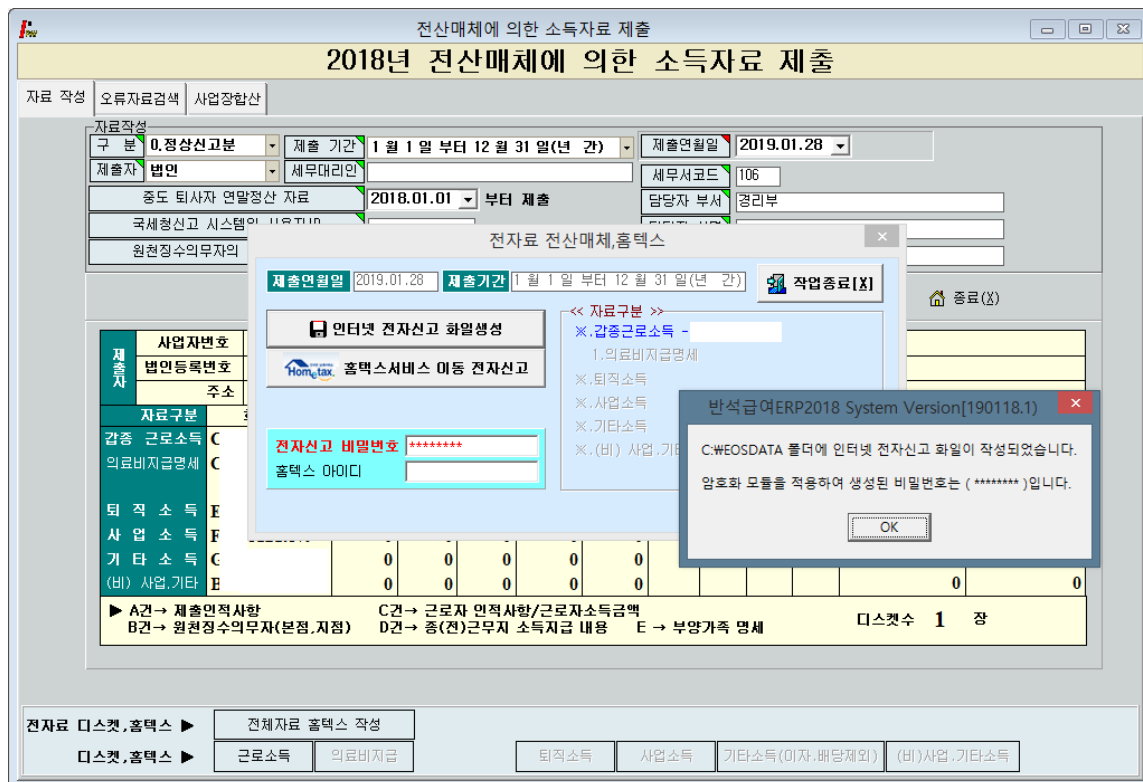 전산매체에 의한 소득자료 제출
2018년 전산매체에 의한 소득자료 제출
자료 작성 오류자료검색 사업장합산
자료작성
구 분 0.정상신고분 제출 기간 1 월 1 일 부터 12 월 31 일(년 간) 제출연월일 2019.01.28
제출자 법인 세무대리인 세무서코드 106
중도 퇴사자 연말정산 자료 2018.01.01 부터 제출 담당자 부서 경리부
국세청신고
원천징수의무자의
종료(X)
전자료 전산매체,홈텍스
제출연월일 2019.01.28 제출기간 1 월 1 일 부터 12 월 31 일(년 간) 작업종료[X]
인터넷 전자신고 화일생성
Hometax. 홈텍스서비스 이동 전자신고
전자신고 비밀번호 ********
홈텍스 아이디
<< 자료구분 >>
※.갑종근로소득 -
1.의료비지급명세
※.퇴직소득
※.사업소득
※.기타소득
※.(비) 사업.기타
반석급여ERP2018 System Version[190118.1)
C:₩EOSDATA 폴더에 인터넷 전자신고 화일이 작성되었습니다.
암호화 모듈을 적용하여 생성된 비밀번호는 ( ******** )입니다.
OK
제출자
사업자번호
법인등록번호
주소
자료구분
갑종 근로소득 C
의료비지급명세 C
퇴 직 소 득 E
사 업 소 득 F
기 타 소 득 G 0 0 0 0 0
(비) 사업.기타 B 0 0 0 0 0 0 0
▶ A건→ 제출인적사항 C건→ 근로자 인적사항/근로자소득금액
B건→ 원천징수의무자(본점,지점) D건→ 종(전)근무지 소득지급 내용 E → 부양가족 명세
디스켓수 1 장
전자료 디스켓,홈텍스 ▶ 전체자료 홈텍스 작성
디스켓,홈텍스 ▶ 근로소득 의료비지급 퇴직소득 사업소득 기타소득(이자.배당제외) (비)사업.기타소득